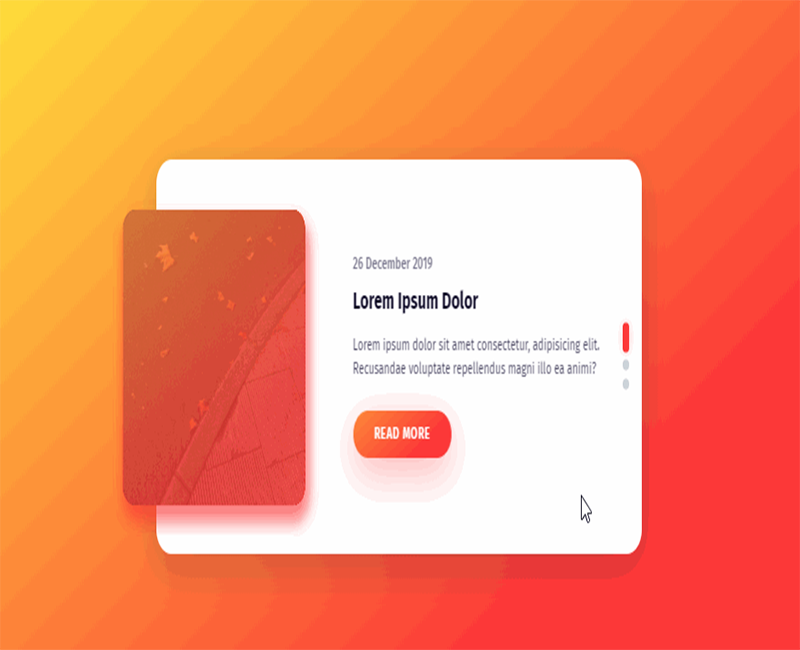 26 December 2019
Lorem Ipsum Dolor
Lorem ipsum dolor sit amet consectetur, adipisicing elit.
Recusandae voluptate repellendus magni illo ea animi?
READ MORE